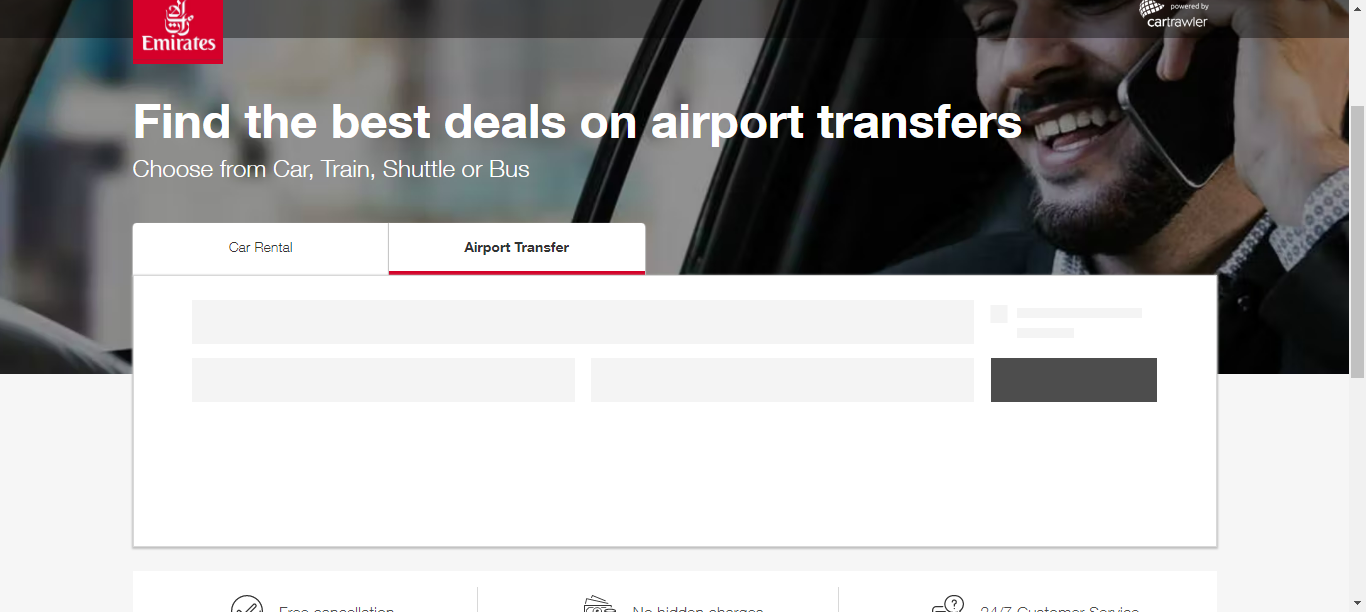 Emirates
powered by
cartrawler
Find the best deals on airport transfers
Choose from Car, Train, Shuttle or Bus
Car Rental
Airport Transfer
Free cancellation
No hidden charges
24/7 Customer Service